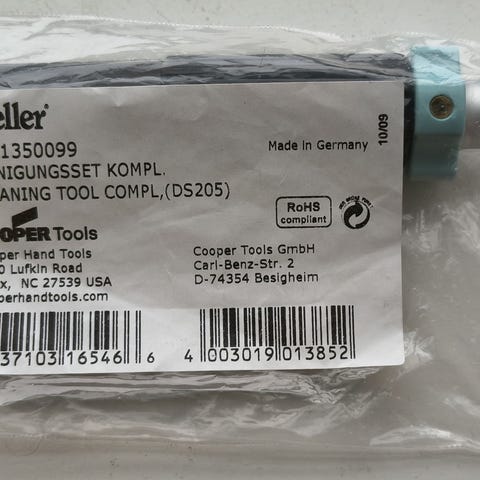 eller®
1350099
Made in Germany
10/09
NIGUNGSSET KOMPL.
EANING TOOL COMPL,(DS205)
RoHS
compliant
OOPER Tools
per Hand Tools
0 Lufkin Road
x, NC 27539 USA
perhandtools.com
Cooper Tools GmbH
Carl-Benz-Str. 2
D-74354 Besigheim
37103 16546 6
4 003019 013852